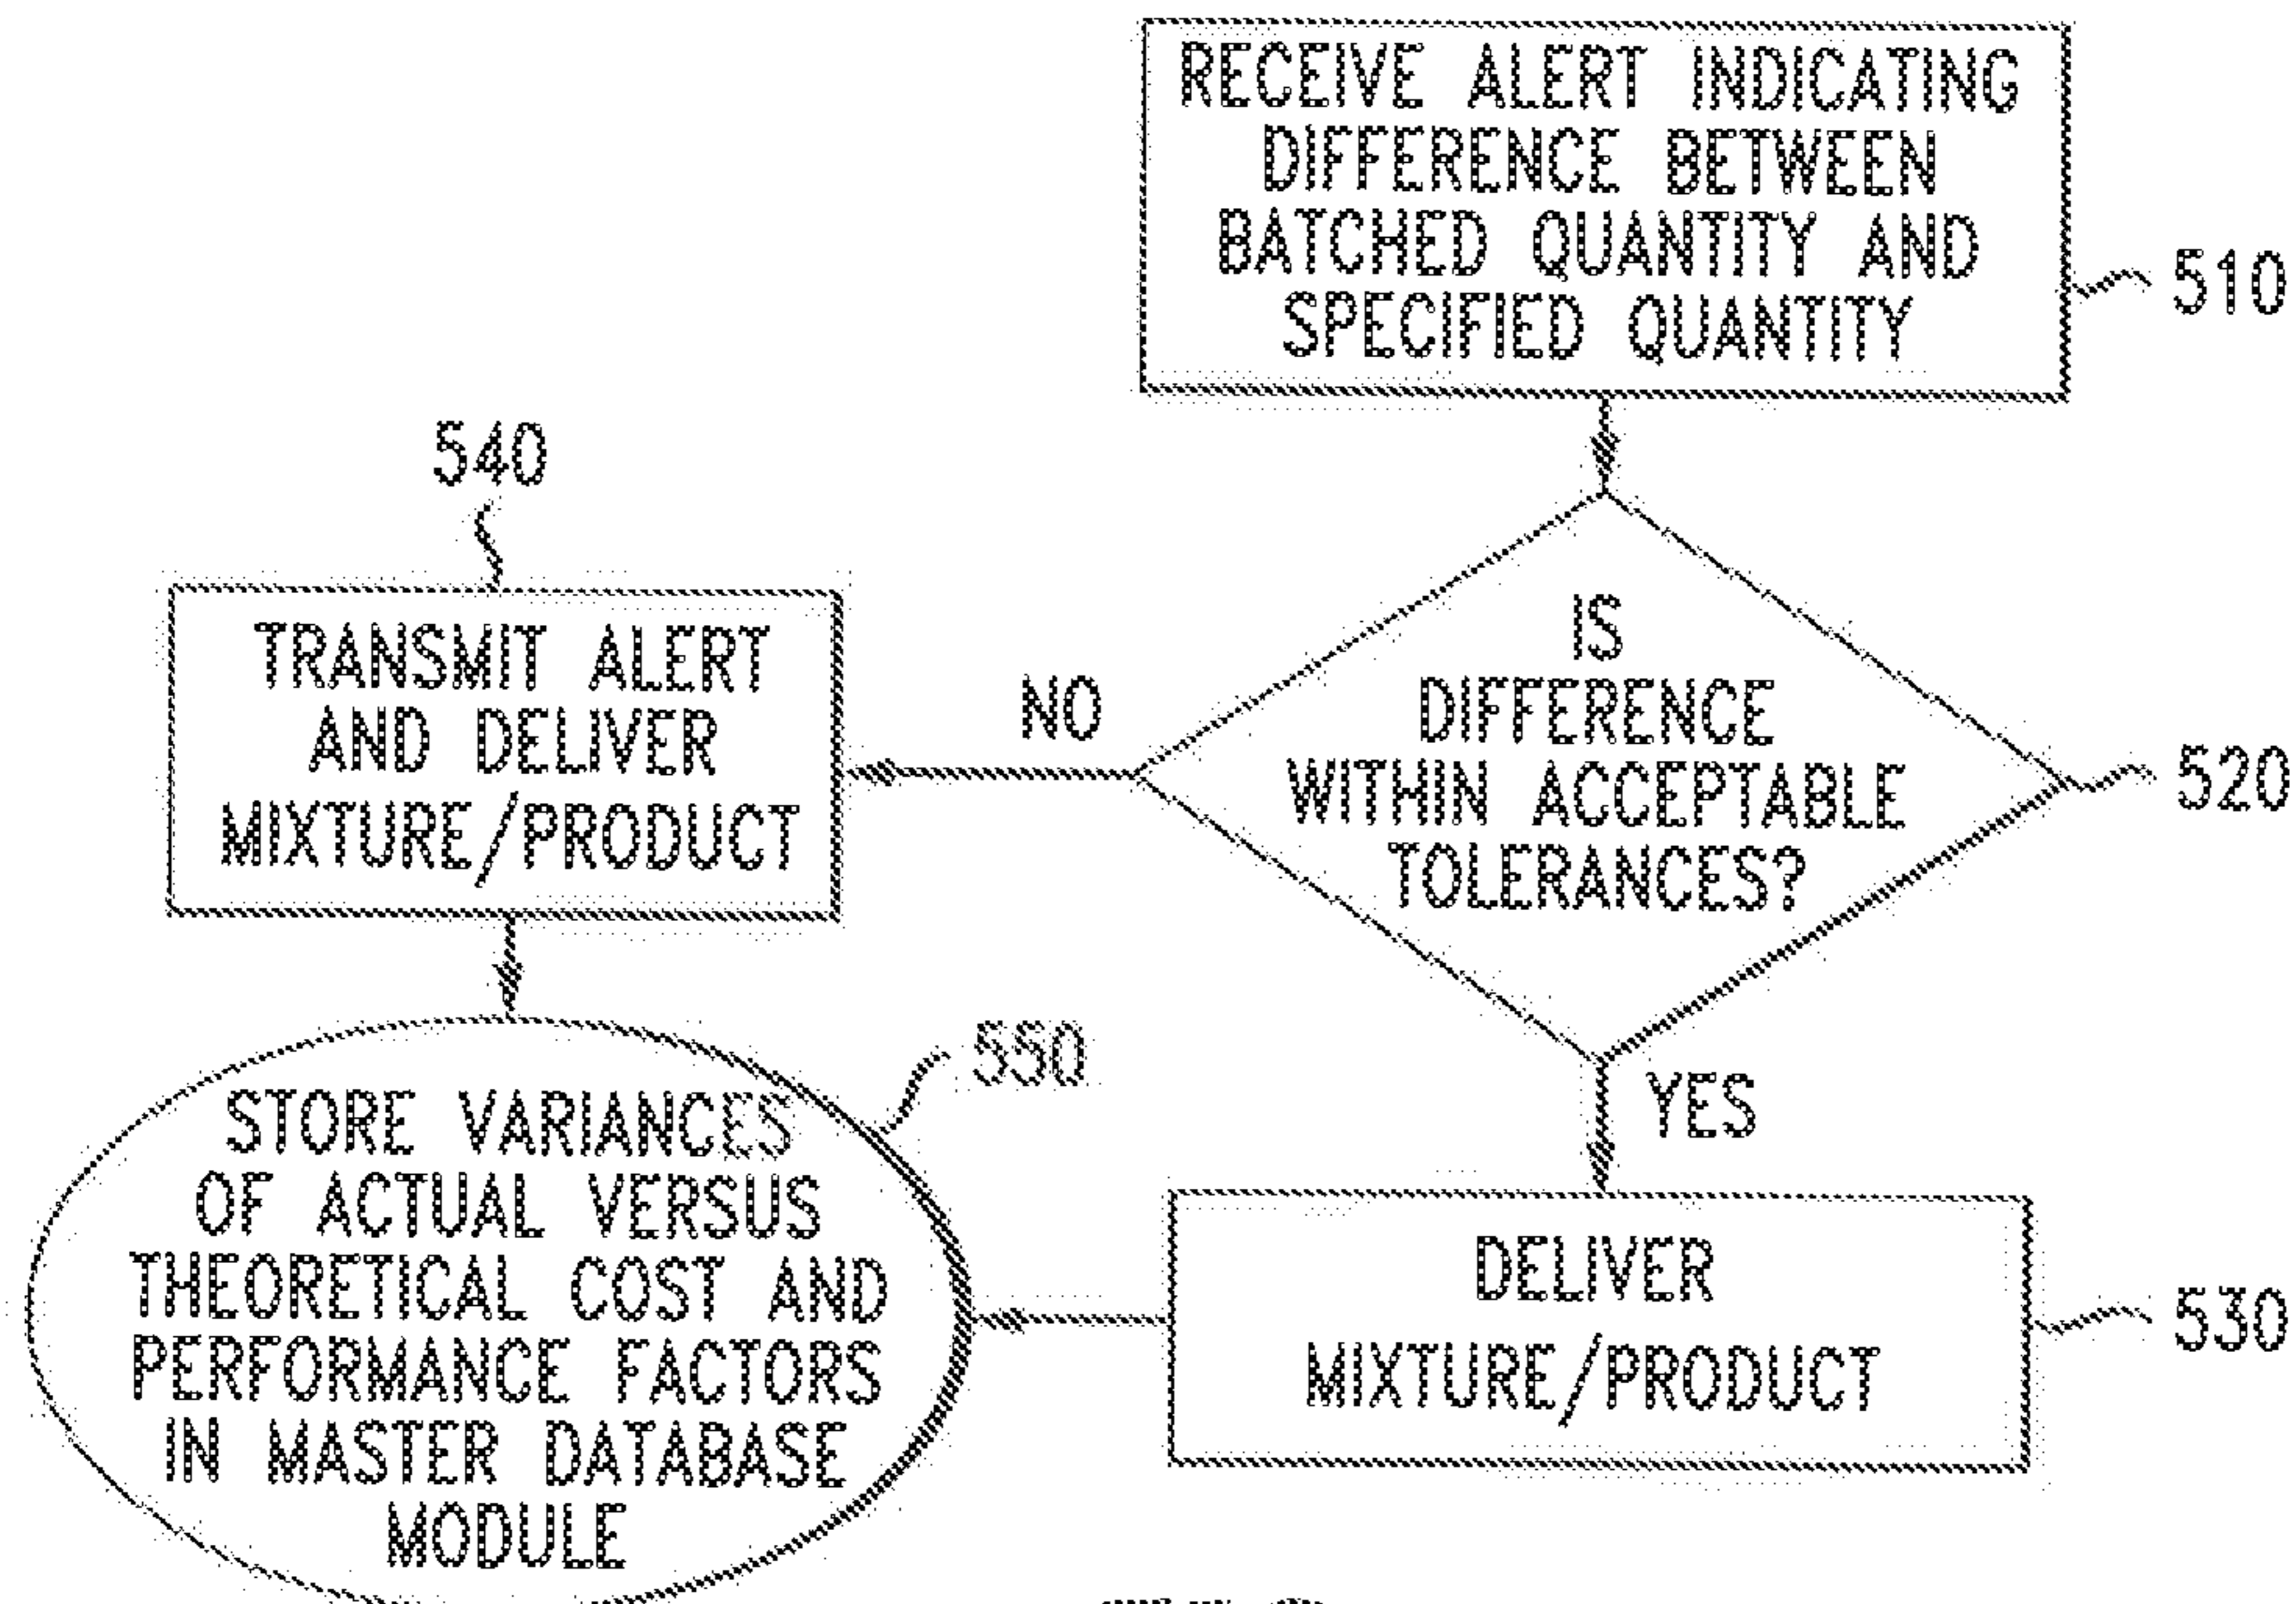 RECEIVE ALERT INDICATING
DIFFERENCE BETWEEN
BATCHED QUANTITY AND
SPECIFIED QUANTITY
510
540
TRANSMIT ALERT
AND DELIVER
MIXTURE/PRODUCT
NO
IS
DIFFERENCE
WITHIN ACCEPTABLE
TOLERANCES?
520
YES
550
STORE VARIANCES
OF ACTUAL VERSUS
THEORETICAL COST AND
PERFORMANCE FACTORS
IN MASTER DATABASE
MODULE
DELIVER
MIXTURE/PRODUCT
530